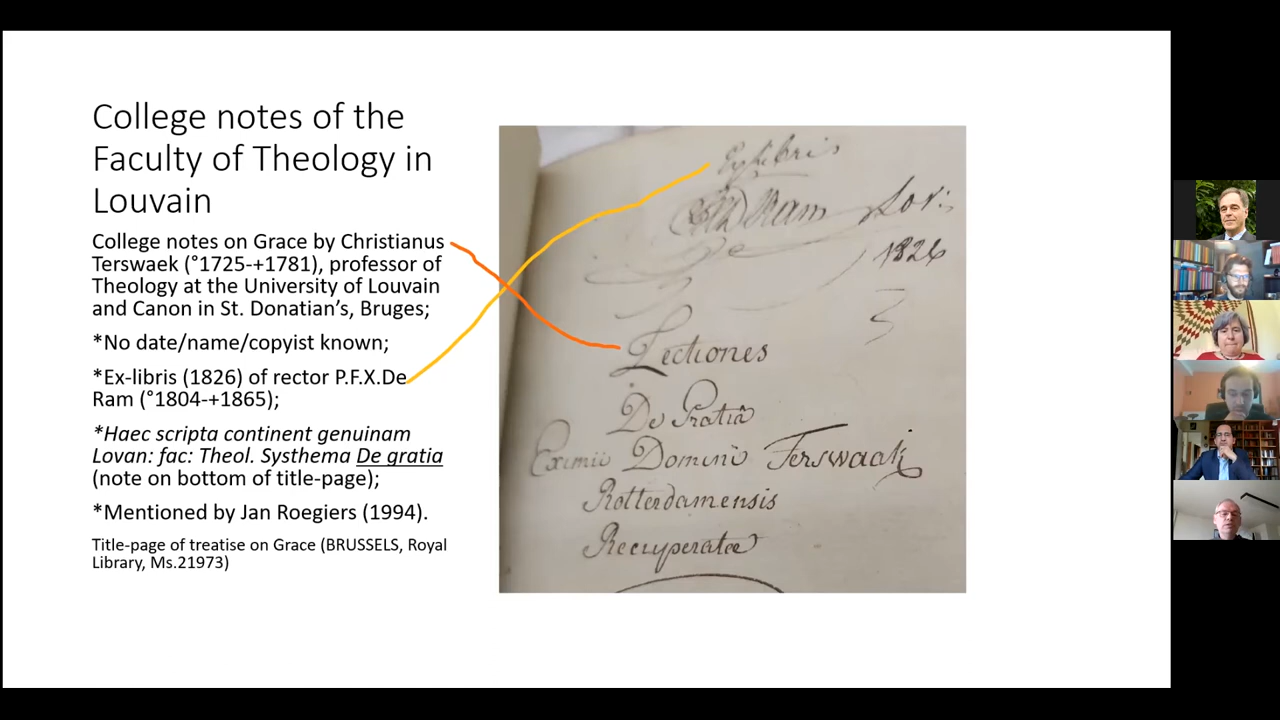 College notes of the
Faculty of Theology in
Louvain
College notes on Grace by Christianus
Terswaek (°1725-+1781), professor of
Theology at the University of Louvain
and Canon in St. Donatian’s, Bruges;
*No date/name/copyist known;
*Ex-libris (1826) of rector P.F.X.De
Ram (°1804-+1865);
*Haec scripta continent genuinam
Lovan: fac: Theol. Systhema De gratia
(note on bottom of title-page);
*Mentioned by Jan Roegiers (1994).
Title-page of treatise on Grace (BRUSSELS, Royal
Library, Ms.21973)
Ex libris
Ram
1826
Lectiones
De Gratiâ
Eximii Domini Terswaak
Rotterdamensis
Recuperatae